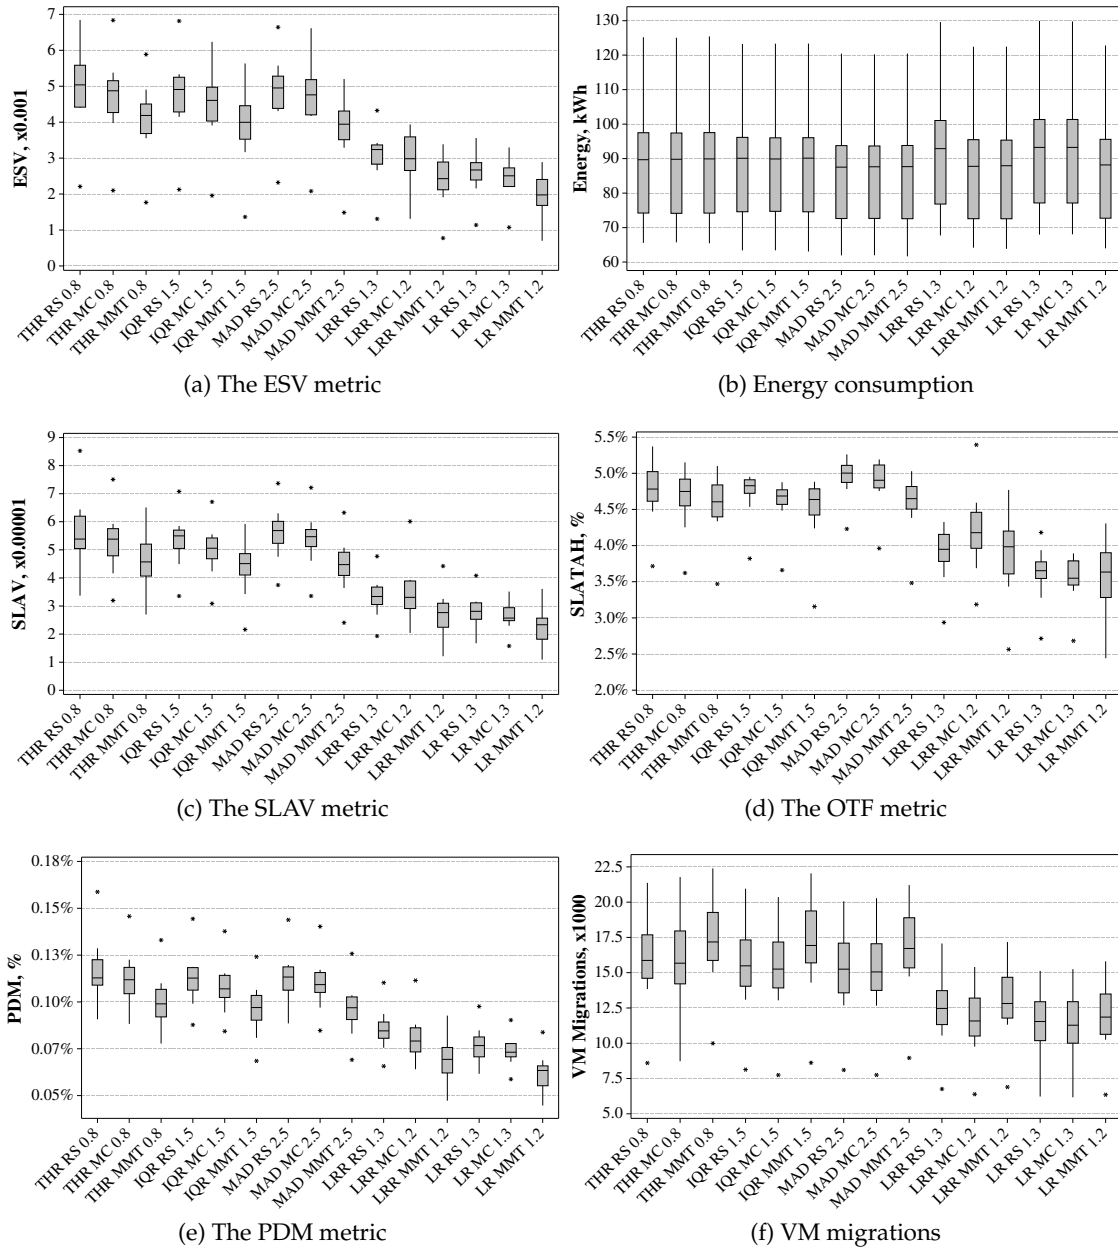 7
6
5
4
3
2
1
0
ESV, x0.001
THR RS 0.8
THR MC 0.8
THR MMT 0.8
IQR RS 1.5
IQR MC 1.5
IQR MMT 1.5
MAD RS 2.5
MAD MC 2.5
MAD MMT 2.5
LRR RS 1.3
LRR MC 1.2
LRR MMT 1.2
LR RS 1.3
LR MC 1.3
LR MMT 1.2
(a) The ESV metric
130
120
110
100
90
80
70
60
Energy, kWh
THR RS 0.8
THR MC 0.8
THR MMT 0.8
IQR RS 1.5
IQR MC 1.5
IQR MMT 1.5
MAD RS 2.5
MAD MC 2.5
MAD MMT 2.5
LRR RS 1.3
LRR MC 1.2
LRR MMT 1.2
LR RS 1.3
LR MC 1.3
LR MMT 1.2
(b) Energy consumption
9
8
7
6
5
4
3
2
1
0
SLAV, x0.00001
THR RS 0.8
THR MC 0.8
THR MMT 0.8
IQR RS 1.5
IQR MC 1.5
IQR MMT 1.5
MAD RS 2.5
MAD MC 2.5
MAD MMT 2.5
LRR RS 1.3
LRR MC 1.2
LRR MMT 1.2
LR RS 1.3
LR MC 1.3
LR MMT 1.2
(c) The SLAV metric
5.5%
5.0%
4.5%
4.0%
3.5%
3.0%
2.5%
2.0%
SLATAH, %
THR RS 0.8
THR MC 0.8
THR MMT 0.8
IQR RS 1.5
IQR MC 1.5
IQR MMT 1.5
MAD RS 2.5
MAD MC 2.5
MAD MMT 2.5
LRR RS 1.3
LRR MC 1.2
LRR MMT 1.2
LR RS 1.3
LR MC 1.3
LR MMT 1.2
(d) The OTF metric
0.18%
0.15%
0.13%
0.10%
0.07%
0.05%
PDM, %
THR RS 0.8
THR MC 0.8
THR MMT 0.8
IQR RS 1.5
IQR MC 1.5
IQR MMT 1.5
MAD RS 2.5
MAD MC 2.5
MAD MMT 2.5
LRR RS 1.3
LRR MC 1.2
LRR MMT 1.2
LR RS 1.3
LR MC 1.3
LR MMT 1.2
(e) The PDM metric
22.5
20.0
17.5
15.0
12.5
10.0
7.5
5.0
VM Migrations, x1000
THR RS 0.8
THR MC 0.8
THR MMT 0.8
IQR RS 1.5
IQR MC 1.5
IQR MMT 1.5
MAD RS 2.5
MAD MC 2.5
MAD MMT 2.5
LRR RS 1.3
LRR MC 1.2
LRR MMT 1.2
LR RS 1.3
LR MC 1.3
LR MMT 1.2
(f) VM migrations